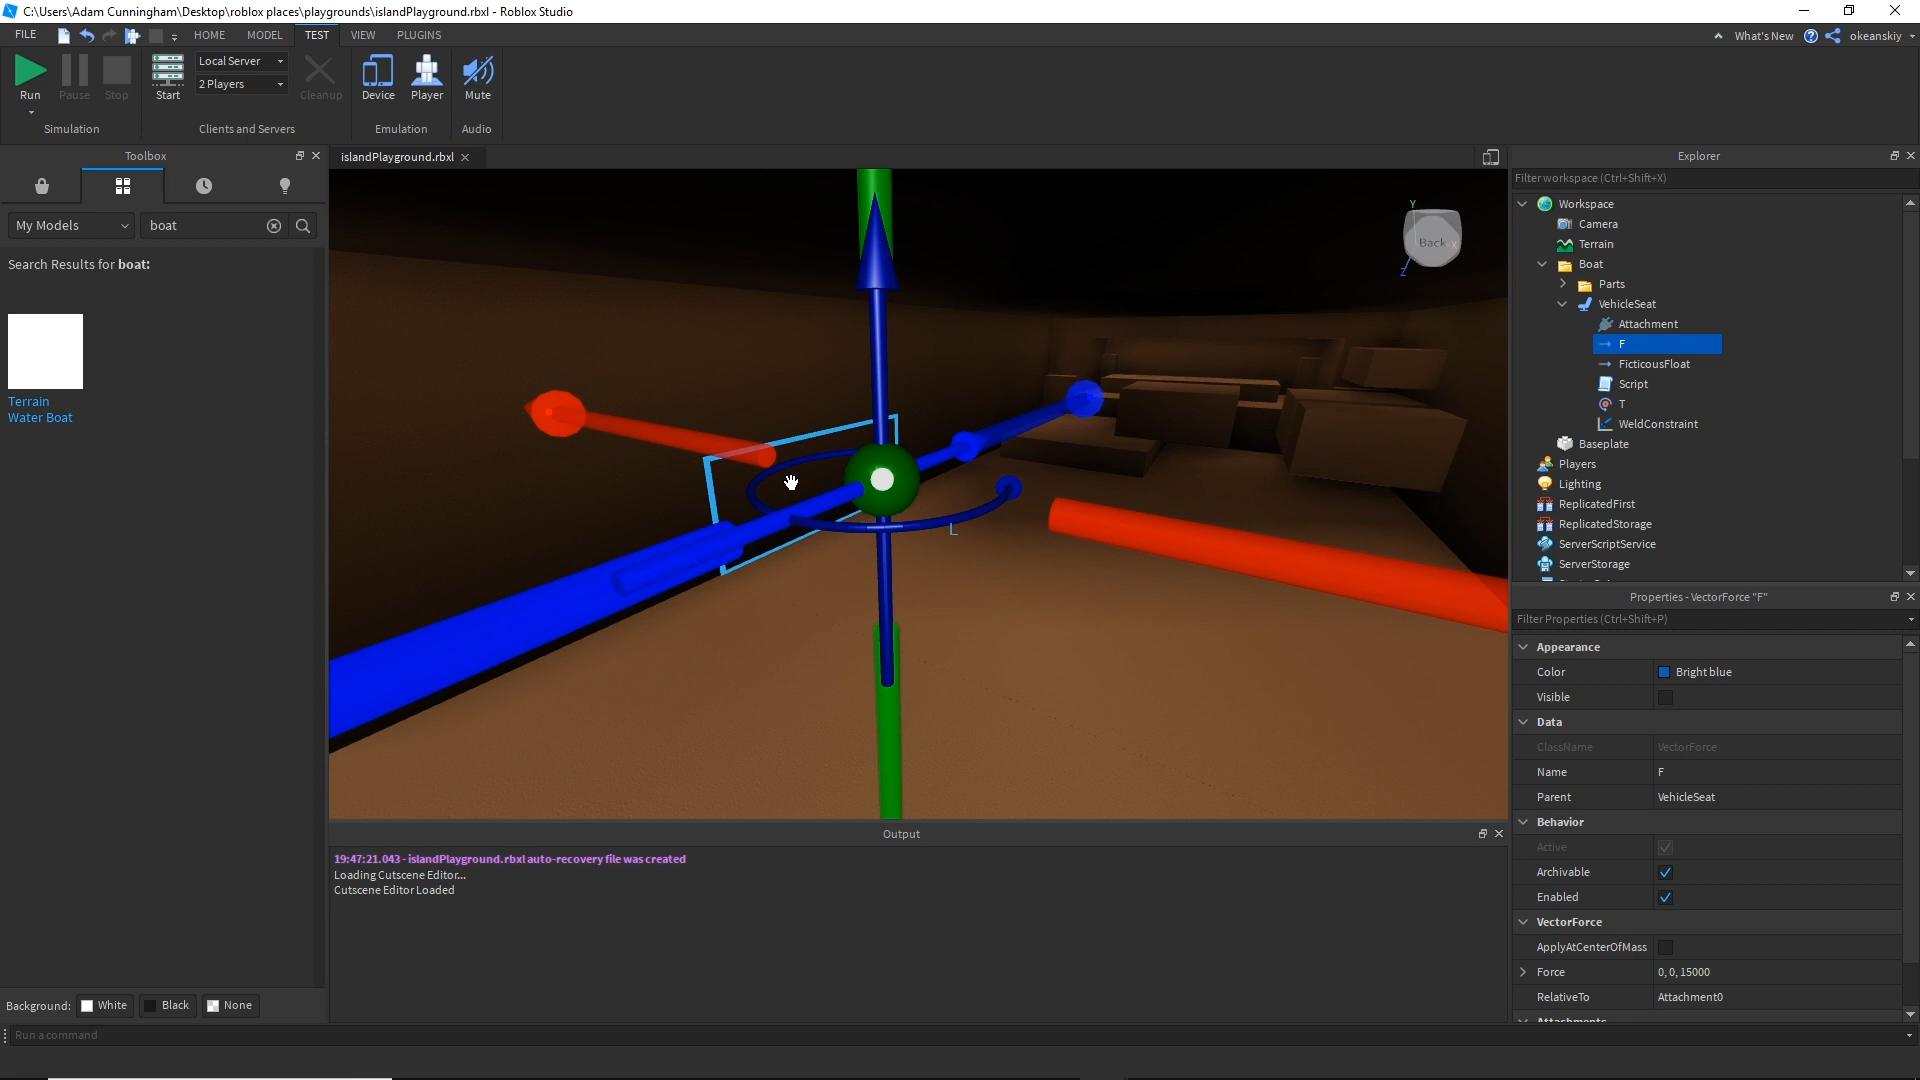 C:\Users\Adam Cunningham\Desktop\roblox places\playgrounds\islandPlayground.rbxl - Roblox Studio
FILE
HOME
MODEL
TEST
VIEW
PLUGINS
What's New
okeanskiy
Run
Pause
Stop
Simulation
Start
Local Server
2 Players
Cleanup
Clients and Servers
Device
Player
Emulation
Mute
Audio
Toolbox
My Models
boat
Search Results for boat:
Terrain
Water Boat
Background:
White
Black
None
islandPlayground.rbxl
Y
Back
X
Z
L
Output
19:47:21.043 - islandPlayground.rbxl auto-recovery file was created
Loading Cutscene Editor...
Cutscene Editor Loaded
Explorer
Filter workspace (Ctrl+Shift+X)
Workspace
Camera
Terrain
Boat
Parts
VehicleSeat
Attachment
F
FicticousFloat
Script
T
WeldConstraint
Baseplate
Players
Lighting
ReplicatedFirst
ReplicatedStorage
ServerScriptService
ServerStorage
Properties - VectorForce "F"
Filter Properties (Ctrl+Shift+P)
Appearance
Color
Bright blue
Visible
Data
ClassName
VectorForce
Name
F
Parent
VehicleSeat
Behavior
Active
Archivable
Enabled
VectorForce
ApplyAtCenterOfMass
Force
0, 0, 15000
RelativeTo
Attachment0
Attachments
Run a command